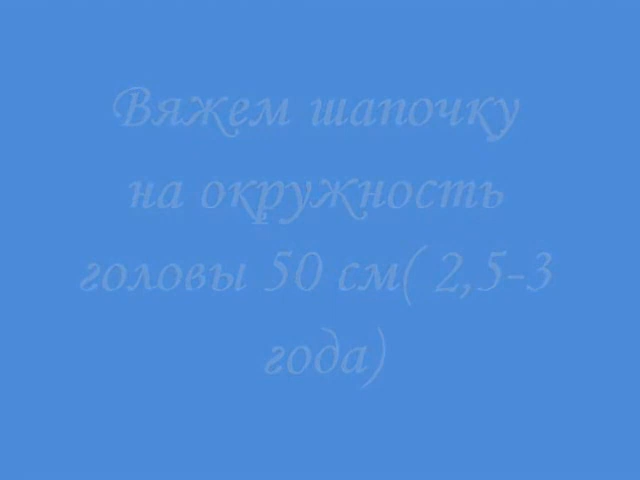 Вяжем шапочку
на окружность
головы 50 см( 2,5-3
года)